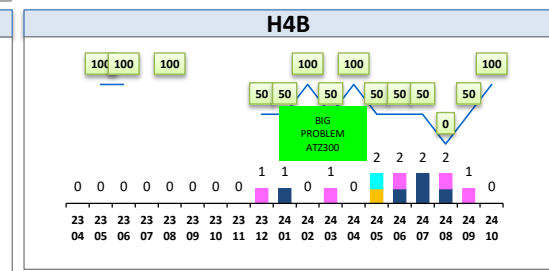 H4B
100 100 100 50 50 100 50 100 50 50 50 0 50 100
BIG
PROBLEM
ATZ300
0 0 0 0 0 0 0 0 1 1 0 1 0 2 2 2 2 1 0
23 23 23 23 23 23 23 23 23 24 24 24 24 24 24 24 24 24 24
04 05 06 07 08 09 10 11 12 01 02 03 04 05 06 07 08 09 10